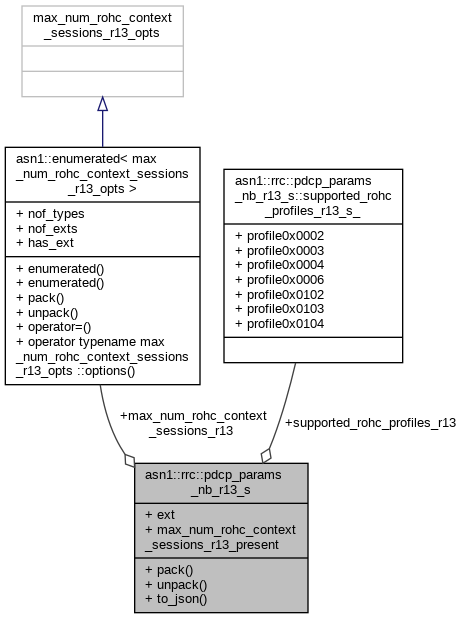 max_num_rohc_context
_sessions_r13_opts
asn1::enumerated< max
_num_rohc_context_sessions
_r13_opts >
+ nof_types
+ nof_exts
+ has_ext
+ enumerated()
+ enumerated()
+ pack()
+ unpack()
+ operator=()
+ operator typename max
_num_rohc_context_sessions
_r13_opts ::options()
asn1::rrc::pdcp_params
_nb_r13_s::supported_rohc
_profiles_r13_s_
+ profile0x0002
+ profile0x0003
+ profile0x0004
+ profile0x0006
+ profile0x0102
+ profile0x0103
+ profile0x0104
+max_num_rohc_context
_sessions_r13
+supported_rohc_profiles_r13
asn1::rrc::pdcp_params
_nb_r13_s
+ ext
+ max_num_rohc_context
_sessions_r13_present
+ pack()
+ unpack()
+ to_json()